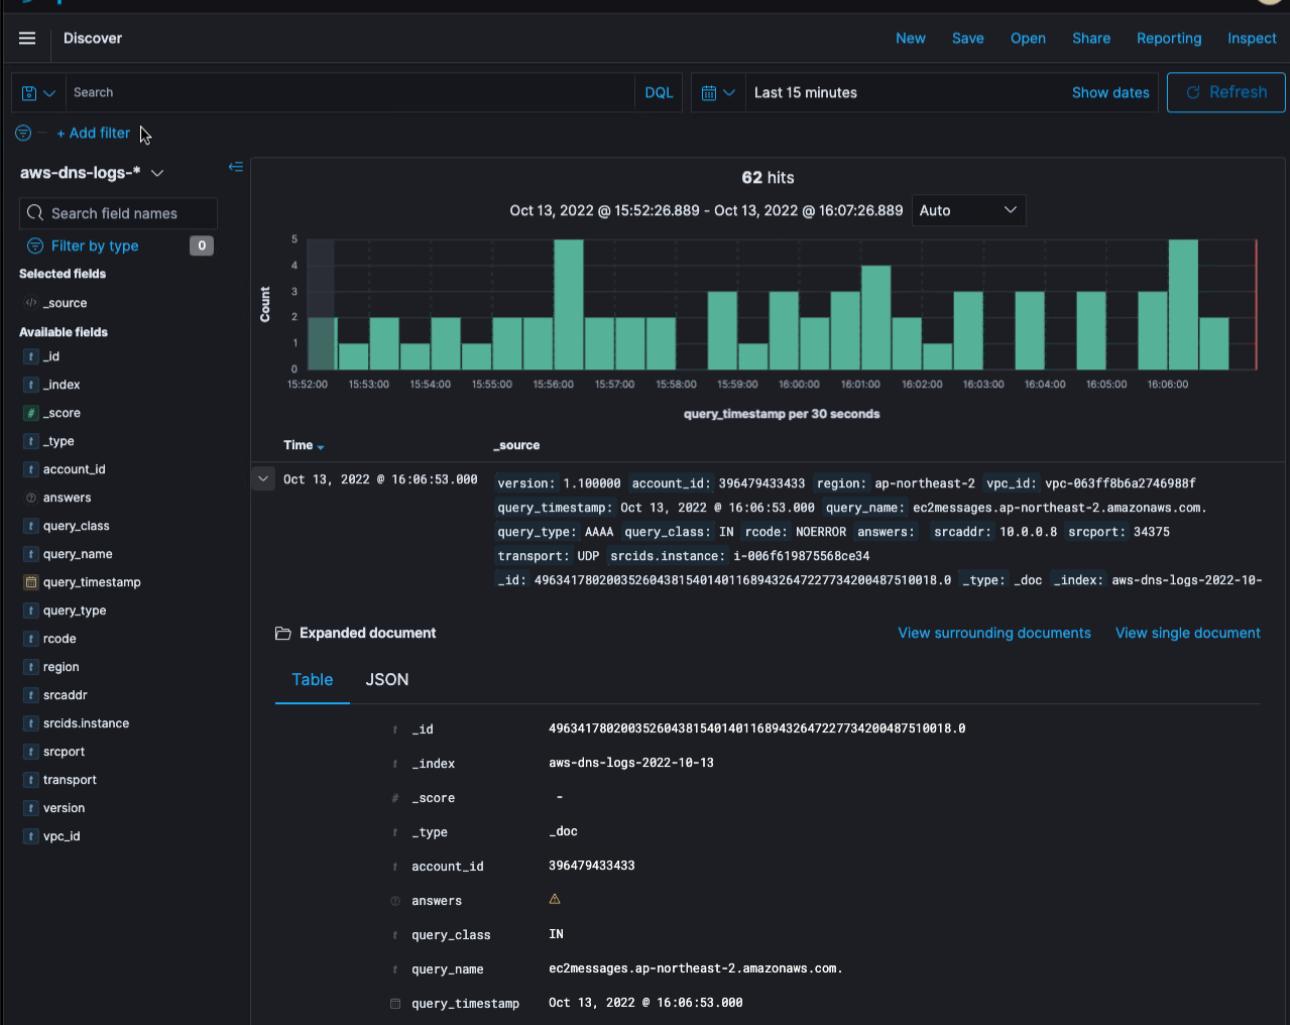 Discover
New Save Open Share Reporting Inspect
Search DQL Last 15 minutes Show dates Refresh
+ Add filter
aws-dns-logs-*
Search field names
Filter by type 0
Selected fields
_source
Available fields
_id
_index
_score
_type
account_id
answers
query_class
query_name
query_timestamp
query_type
rcode
region
srcaddr
srcids.instance
srcport
transport
version
vpc_id
62 hits
Oct 13, 2022 @ 15:52:26.889 - Oct 13, 2022 @ 16:07:26.889 Auto
Count
5
4
3
2
1
0
15:52:00 15:53:00 15:54:00 15:55:00 15:56:00 15:57:00 15:58:00 15:59:00 16:00:00 16:01:00 16:02:00 16:03:00 16:04:00 16:05:00 16:06:00
query_timestamp per 30 seconds
Time _source
Oct 13, 2022 @ 16:06:53.000 version: 1.100000 account_id: 396479433433 region: ap-northeast-2 vpc_id: vpc-063ff8b6a2746988f
query_timestamp: Oct 13, 2022 @ 16:06:53.000 query_name: ec2messages.ap-northeast-2.amazonaws.com.
query_type: AAAA query_class: IN rcode: NOERROR answers: srcaddr: 10.0.0.8 srcport: 34375
transport: UDP srcids.instance: i-006f619875568ce34
_id: 49634178020035260438154014011689432647227734200487510018.0 _type: _doc _index: aws-dns-logs-2022-10-
Expanded document View surrounding documents View single document
Table JSON
t _id 49634178020035260438154014011689432647227734200487510018.0
t _index aws-dns-logs-2022-10-13
# _score -
t _type _doc
t account_id 396479433433
answers
t query_class IN
t query_name ec2messages.ap-northeast-2.amazonaws.com.
query_timestamp Oct 13, 2022 @ 16:06:53.000